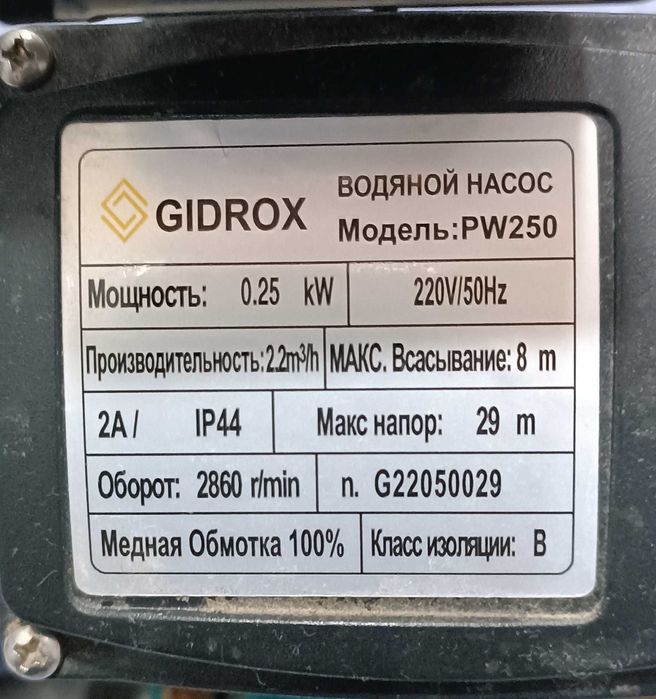 GIDROX
ВОДЯНОЙ НАСОС
Модель:PW250
Мощность: 0.25 kW
220V/50Hz
Производительность:2.2m³/h
МАКС. Всасывание: 8 m
2A / IP44
Макс напор: 29 m
Оборот: 2860 r/min
n. G22050029
Медная Обмотка 100%
Класс изоляции: B